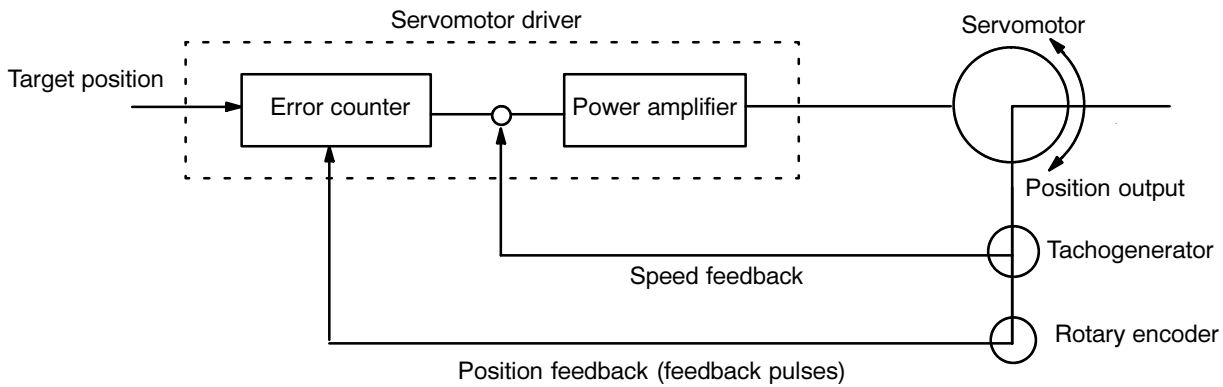 Servomotor driver
Servomotor
Target position
Error counter
Power amplifier
Position output
Tachogenerator
Speed feedback
Rotary encoder
Position feedback (feedback pulses)